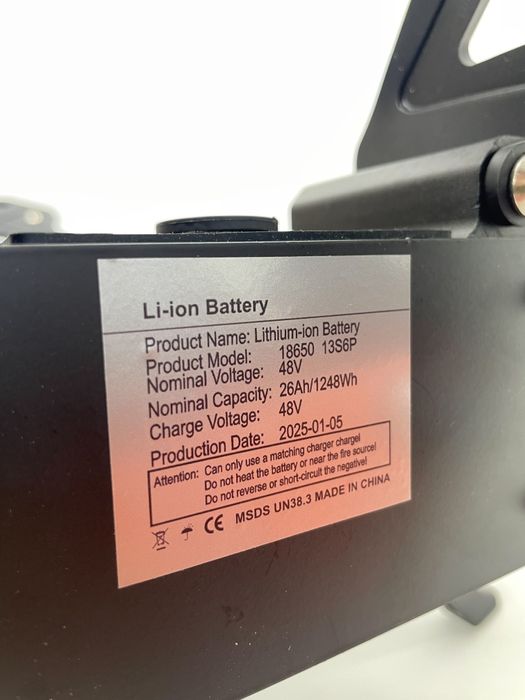 Li-ion Battery
Product Name: Lithium-ion Battery
Product Model: 18650 13S6P
Nominal Voltage: 48V
Nominal Capacity: 26Ah/1248Wh
Charge Voltage: 48V
Production Date: 2025-01-05
Attention: Can only use a matching charger charge!
Do not heat the battery or near the fire source!
Do not reverse or short-circuit the negative!
CE MSDS UN38.3 MADE IN CHINA